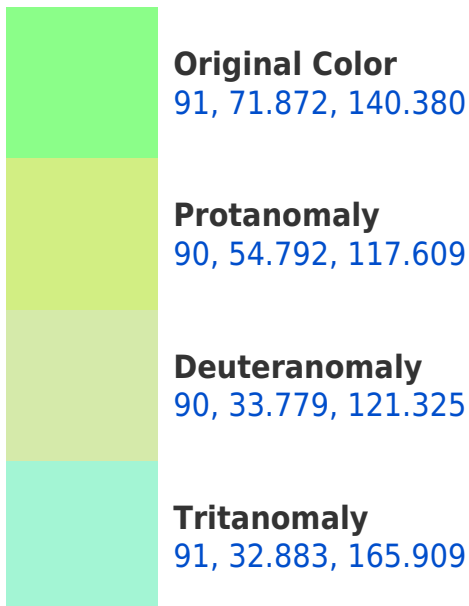 Original Color
91, 71.872, 140.380
Protanomaly
90, 54.792, 117.609
Deuteranomaly
90, 33.779, 121.325
Tritanomaly
91, 32.883, 165.909